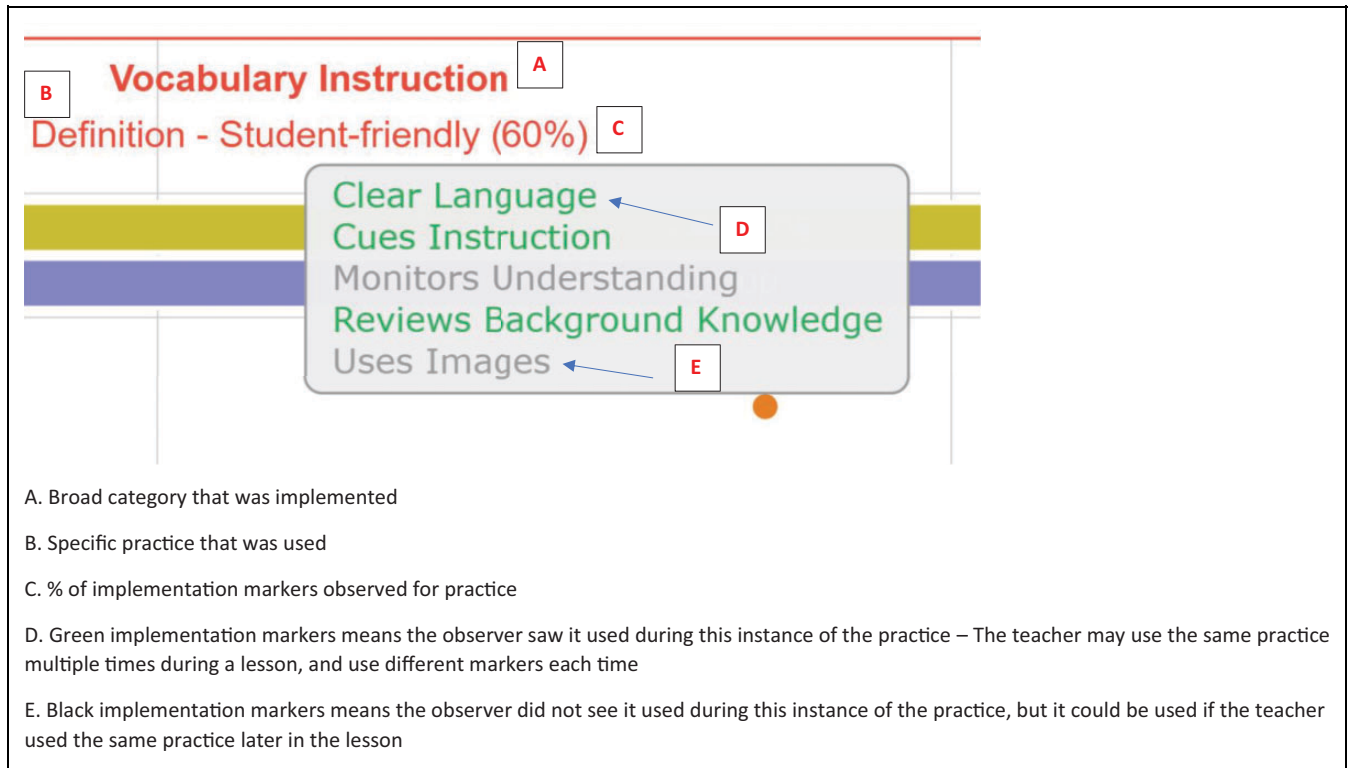 Vocabulary Instruction A
B
Definition - Student-friendly (60%) C
Clear Language
Cues Instruction
D
Monitors Understanding
Reviews Background Knowledge
Uses Images
E
A. Broad category that was implemented
B. Specific practice that was used
C. % of implementation markers observed for practice
D. Green implementation markers means the observer saw it used during this instance of the practice – The teacher may use the same practice
multiple times during a lesson, and use different markers each time
E. Black implementation markers means the observer did not see it used during this instance of the practice, but it could be used if the teacher
used the same practice later in the lesson